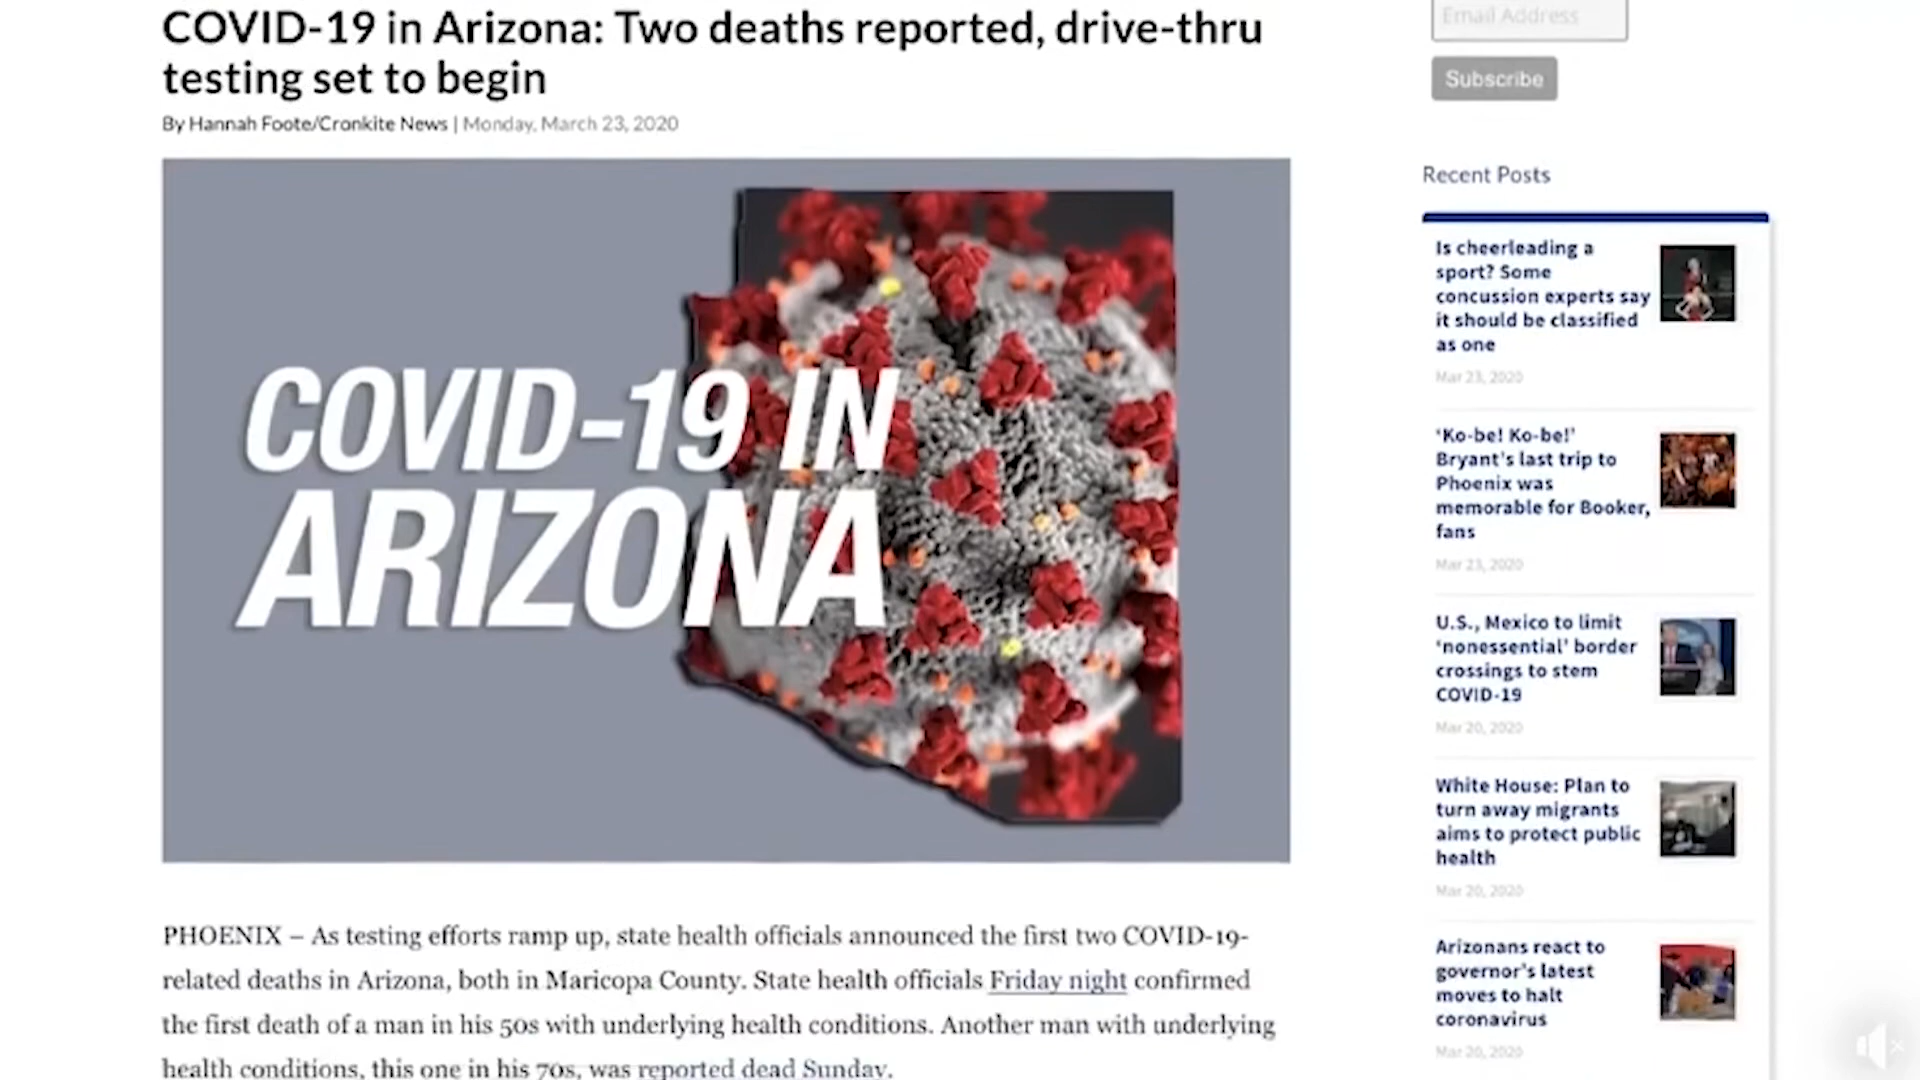 COVID-19 in Arizona: Two deaths reported, drive-thru
testing set to begin
By Hannah Foote/Cronkite News | Monday, March 23, 2020
COVID-19 IN
ARIZONA
PHOENIX – As testing efforts ramp up, state health officials announced the first two COVID-19-
related deaths in Arizona, both in Maricopa County. State health officials Friday night confirmed
the first death of a man in his 50s with underlying health conditions. Another man with underlying
health conditions, this one in his 70s, was reported dead Sunday.
Email Address
Subscribe
Recent Posts
Is cheerleading a
sport? Some
concussion experts say
it should be classified
as one
Mar 23, 2020
‘Ko-be! Ko-be!’
Bryant’s last trip to
Phoenix was
memorable for Booker,
fans
Mar 23, 2020
U.S., Mexico to limit
‘nonessential’ border
crossings to stem
COVID-19
Mar 20, 2020
White House: Plan to
turn away migrants
aims to protect public
health
Mar 20, 2020
Arizonans react to
governor’s latest
moves to halt
coronavirus
Mar 20, 2020